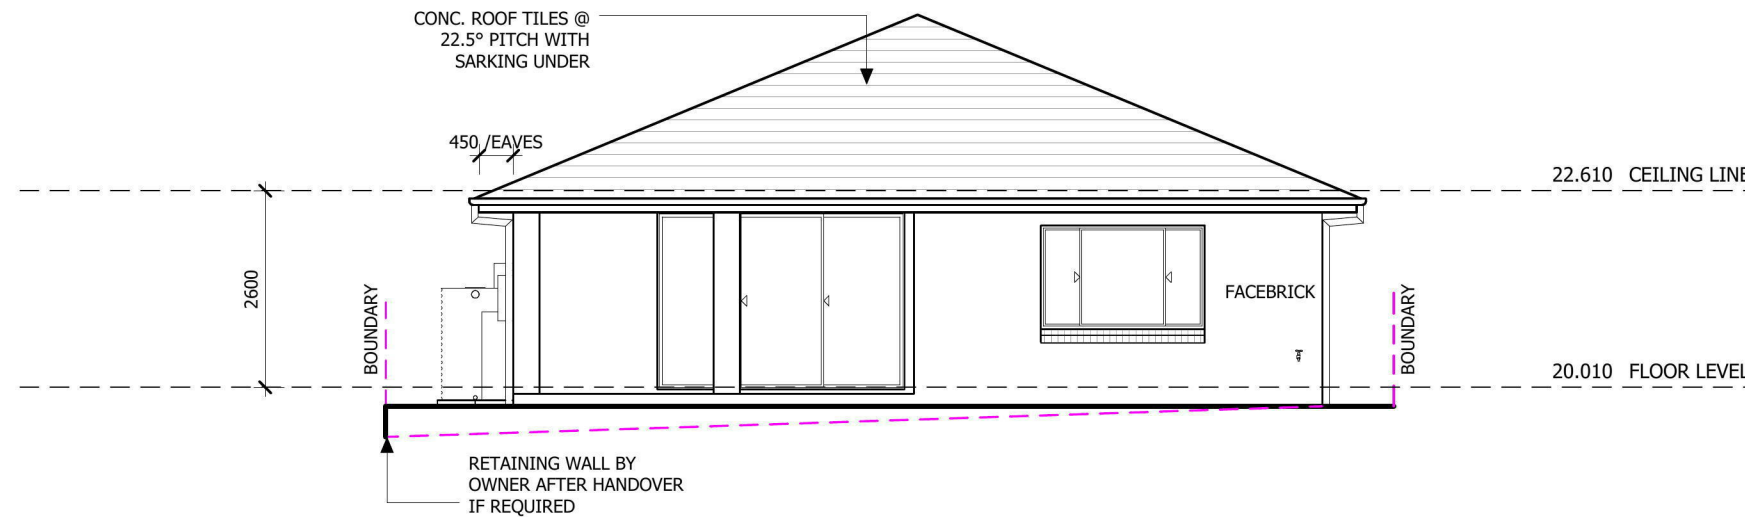 CONC. ROOF TILES @
22.5° PITCH WITH
SARKING UNDER
450 /EAVES
22.610 CEILING LINE
2600
BOUNDARY
FACEBRICK
BOUNDARY
20.010 FLOOR LEVEL
RETAINING WALL BY
OWNER AFTER HANDOVER
IF REQUIRED